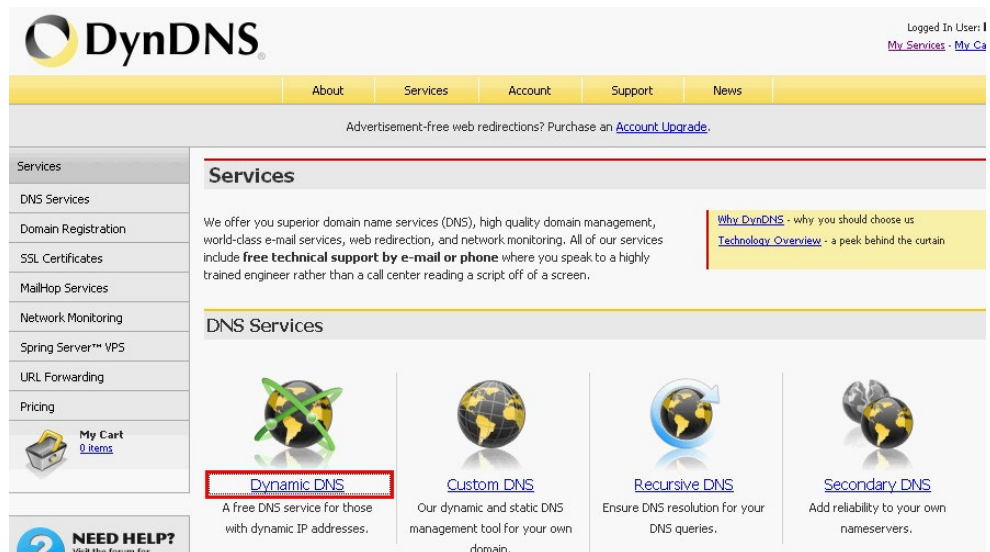 DynDNS
Logged In User:
My Services - My Ca
About Services Account Support News
Advertisement-free web redirections? Purchase an Account Upgrade.
Services
DNS Services
Domain Registration
SSL Certificates
MailHop Services
Network Monitoring
Spring Server™ VPS
URL Forwarding
Pricing
My Cart
0 items
NEED HELP?
Visit the forum for
Services
We offer you superior domain name services (DNS), high quality domain management,
world-class e-mail services, web redirection, and network monitoring. All of our services
include free technical support by e-mail or phone where you speak to a highly
trained engineer rather than a call center reading a script off of a screen.
Why DynDNS - why you should choose us
Technology Overview - a peek behind the curtain
DNS Services
Dynamic DNS
A free DNS service for those
with dynamic IP addresses.
Custom DNS
Our dynamic and static DNS
management tool for your own
domain.
Recursive DNS
Ensure DNS resolution for your
DNS queries.
Secondary DNS
Add reliability to your own
nameservers.